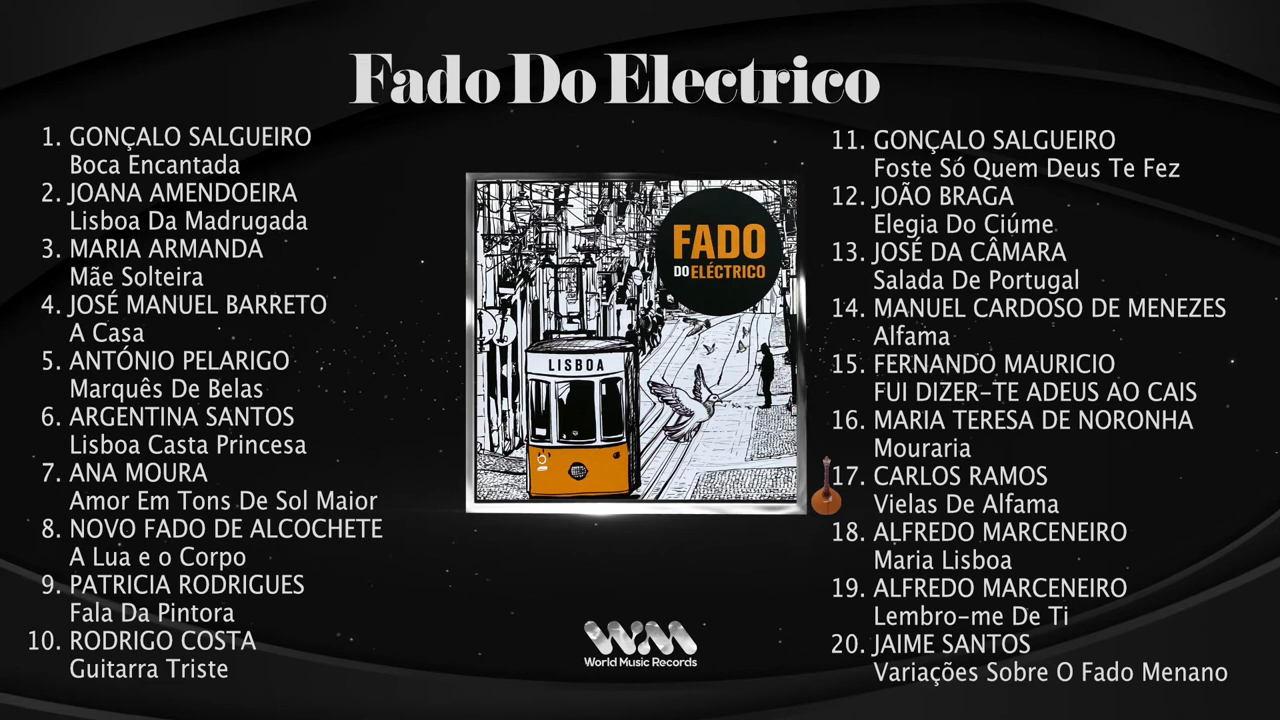 Fado Do Electrico
1. GONÇALO SALGUEIRO
Boca Encantada
2. JOANA AMENDOEIRA
Lisboa Da Madrugada
3. MARIA ARMANDA
Mãe Solteira
4. JOSÉ MANUEL BARRETO
A Casa
5. ANTÓNIO PELARIGO
Marquês De Belas
6. ARGENTINA SANTOS
Lisboa Casta Princesa
7. ANA MOURA
Amor Em Tons De Sol Maior
8. NOVO FADO DE ALCOCHETE
A Lua e o Corpo
9. PATRICIA RODRIGUES
Fala Da Pintora
10. RODRIGO COSTA
Guitarra Triste
FADO
DO ELÉCTRICO
LISBOA
WM
World Music Records
11. GONÇALO SALGUEIRO
Foste Só Quem Deus Te Fez
12. JOÃO BRAGA
Elegia Do Ciúme
13. JOSÉ DA CÂMARA
Salada De Portugal
14. MANUEL CARDOSO DE MENEZES
Alfama
15. FERNANDO MAURICIO
FUI DIZER-TE ADEUS AO CAIS
16. MARIA TERESA DE NORONHA
Mouraria
17. CARLOS RAMOS
Vielas De Alfama
18. ALFREDO MARCENEIRO
Maria Lisboa
19. ALFREDO MARCENEIRO
Lembro-me De Ti
20. JAIME SANTOS
Variações Sobre O Fado Menano